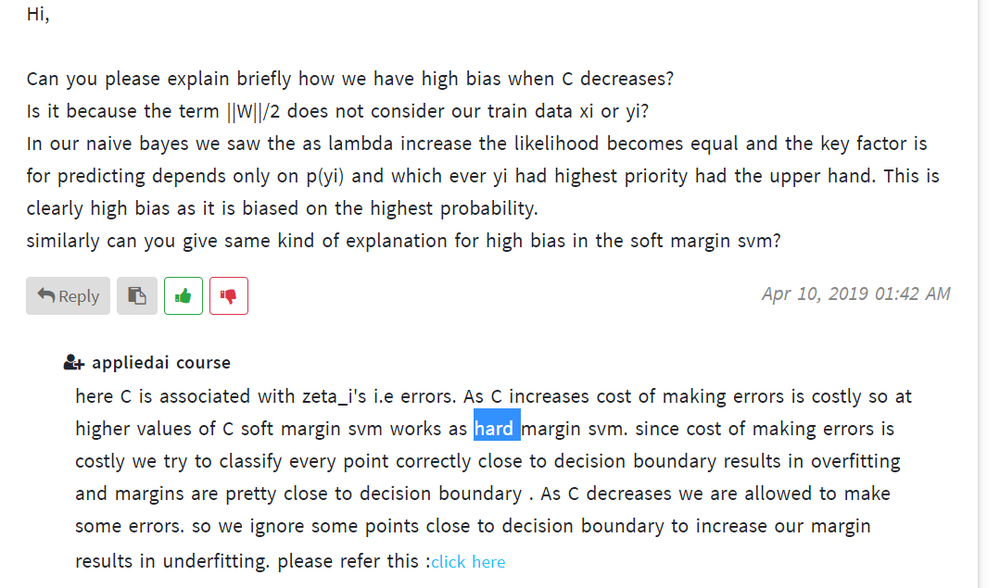 Hi,
Can you please explain briefly how we have high bias when C decreases?
Is it because the term ||W||/2 does not consider our train data xi or yi?
In our naive bayes we saw the as lambda increase the likelihood becomes equal and the key factor is
for predicting depends only on p(yi) and which ever yi had highest priority had the upper hand. This is
clearly high bias as it is biased on the highest probability.
similarly can you give same kind of explanation for high bias in the soft margin svm?
Reply
Apr 10, 2019 01:42 AM
appliedai course
here C is associated with zeta_i's i.e errors. As C increases cost of making errors is costly so at
higher values of C soft margin svm works as hard margin svm. since cost of making errors is
costly we try to classify every point correctly close to decision boundary results in overfitting
and margins are pretty close to decision boundary . As C decreases we are allowed to make
some errors. so we ignore some points close to decision boundary to increase our margin
results in underfitting. please refer this :click here